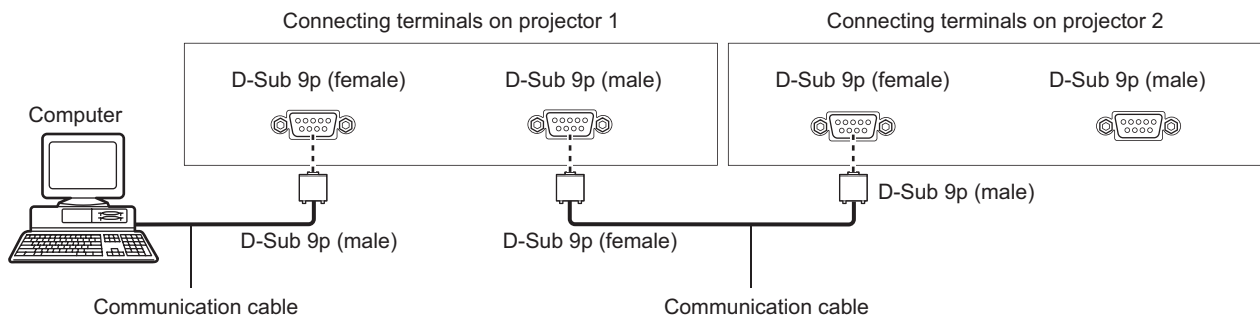 Connecting terminals on projector 1
Connecting terminals on projector 2
D-Sub 9p (female)
D-Sub 9p (male)
D-Sub 9p (female)
D-Sub 9p (male)
Computer
D-Sub 9p (male)
D-Sub 9p (male)
D-Sub 9p (female)
Communication cable
Communication cable